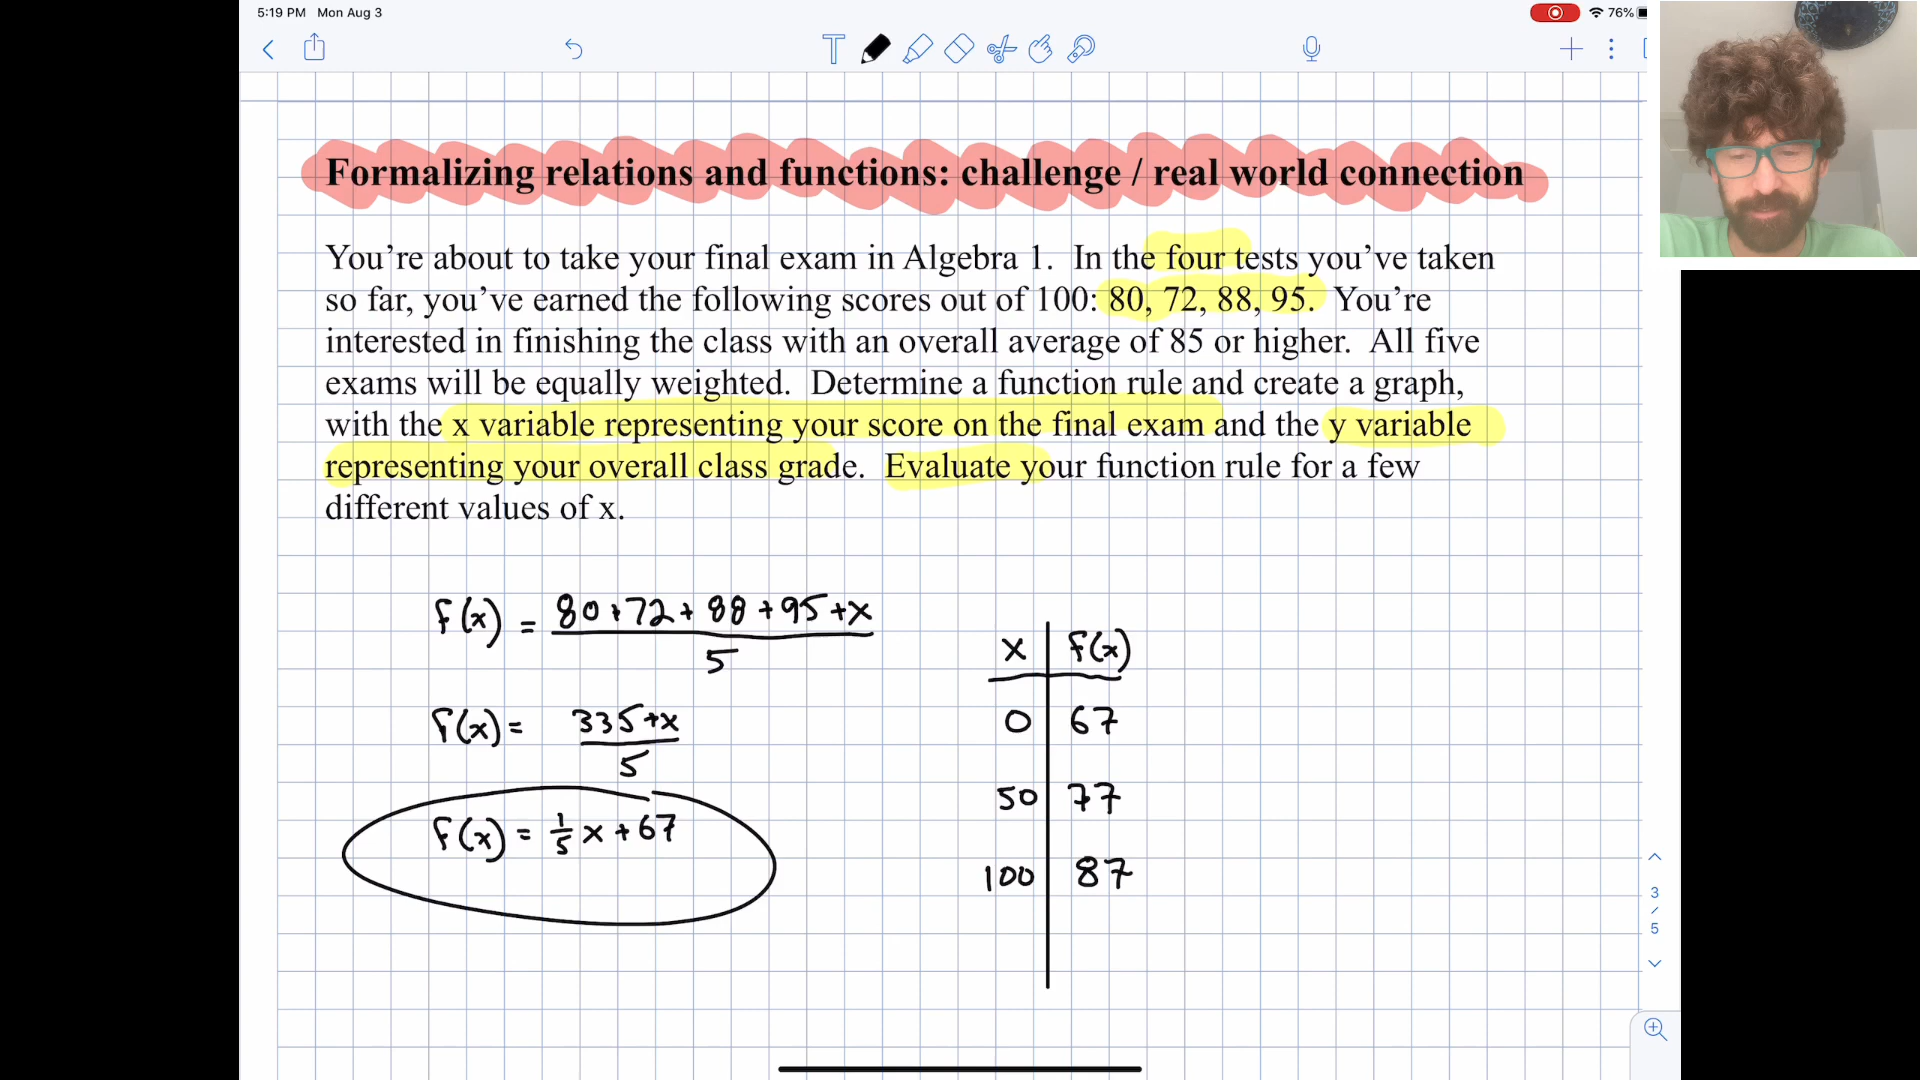 5:19 PM Mon Aug 3
76%
Formalizing relations and functions: challenge / real world connection
You’re about to take your final exam in Algebra 1. In the four tests you’ve taken
so far, you’ve earned the following scores out of 100: 80, 72, 88, 95. You’re
interested in finishing the class with an overall average of 85 or higher. All five
exams will be equally weighted. Determine a function rule and create a graph,
with the x variable representing your score on the final exam and the y variable
representing your overall class grade. Evaluate your function rule for a few
different values of x.
f(x) = 80+72+88+95+x
5
f(x) = 335+x
5
f(x) = 1/5 x + 67
x f(x)
0 67
50 77
100 87
3
/
5